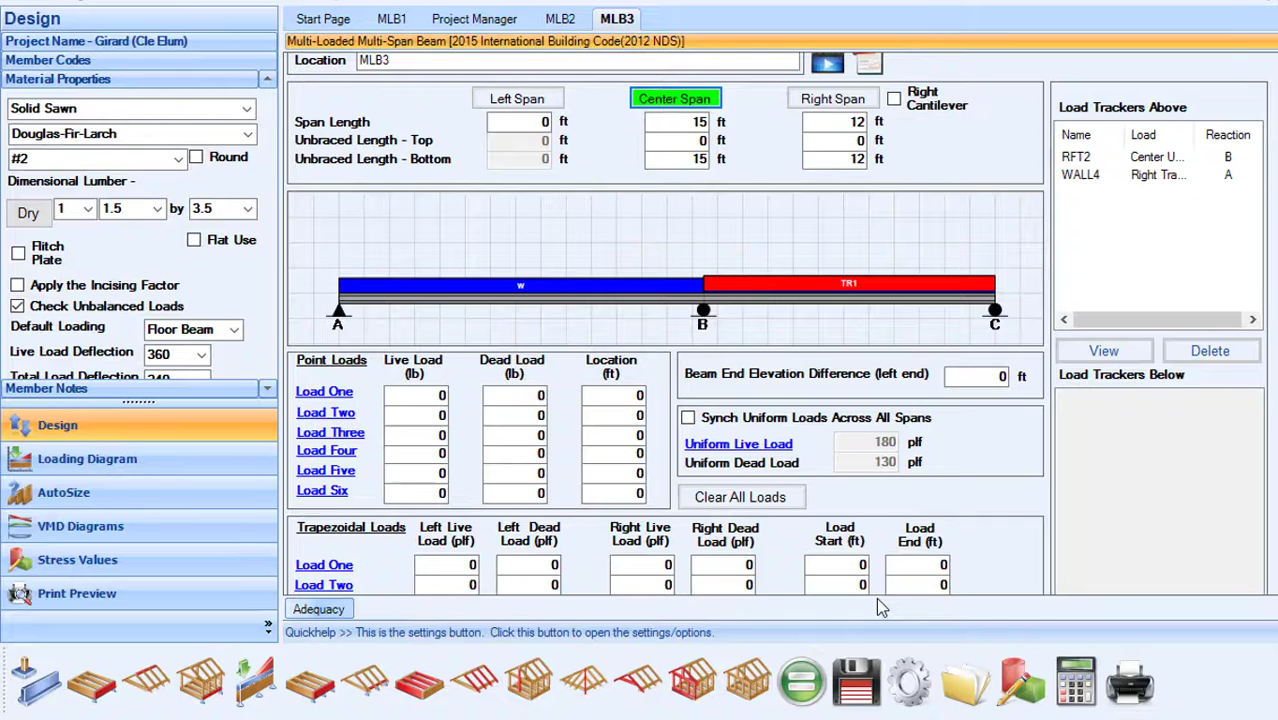 Design
Start Page
MLB1
Project Manager
MLB2
MLB3
Project Name - Girard (Cle Elum)
Multi-Loaded Multi-Span Beam [2015 International Building Code(2012 NDS)]
Member Codes
Location
MLB3
Material Properties
Left Span
Center Span
Right Span
Right
Cantilever
Solid Sawn
Span Length
0 ft
15 ft
12 ft
Douglas-Fir-Larch
Unbraced Length - Top
0 ft
0 ft
0 ft
#2
Round
Unbraced Length - Bottom
0 ft
15 ft
12 ft
Load Trackers Above
Name
Load
Reaction
RFT2
Center U...
B
WALL4
Right Tra...
A
Dimensional Lumber -
Dry
1
1.5
by
3.5
Flitch
Plate
Flat Use
Apply the Incising Factor
Check Unbalanced Loads
Default Loading
Floor Beam
Live Load Deflection
360
Member Notes
w
TR1
A
B
C
View
Delete
Load Trackers Below
Point Loads
Live Load
(lb)
Dead Load
(lb)
Location
(ft)
Load One
0
0
0
Load Two
0
0
0
Load Three
0
0
0
Load Four
0
0
0
Load Five
0
0
0
Load Six
0
0
0
Beam End Elevation Difference (left end)
0 ft
Synch Uniform Loads Across All Spans
Uniform Live Load
180 plf
Uniform Dead Load
130 plf
Clear All Loads
Design
Loading Diagram
AutoSize
VMD Diagrams
Stress Values
Print Preview
Trapezoidal Loads
Left Live
Load (plf)
Left Dead
Load (plf)
Right Live
Load (plf)
Right Dead
Load (plf)
Load
Start (ft)
Load
End (ft)
Load One
0
0
0
0
0
0
Load Two
0
0
0
0
0
0
Adequacy
Quickhelp >> This is the settings button. Click this button to open the settings/options.